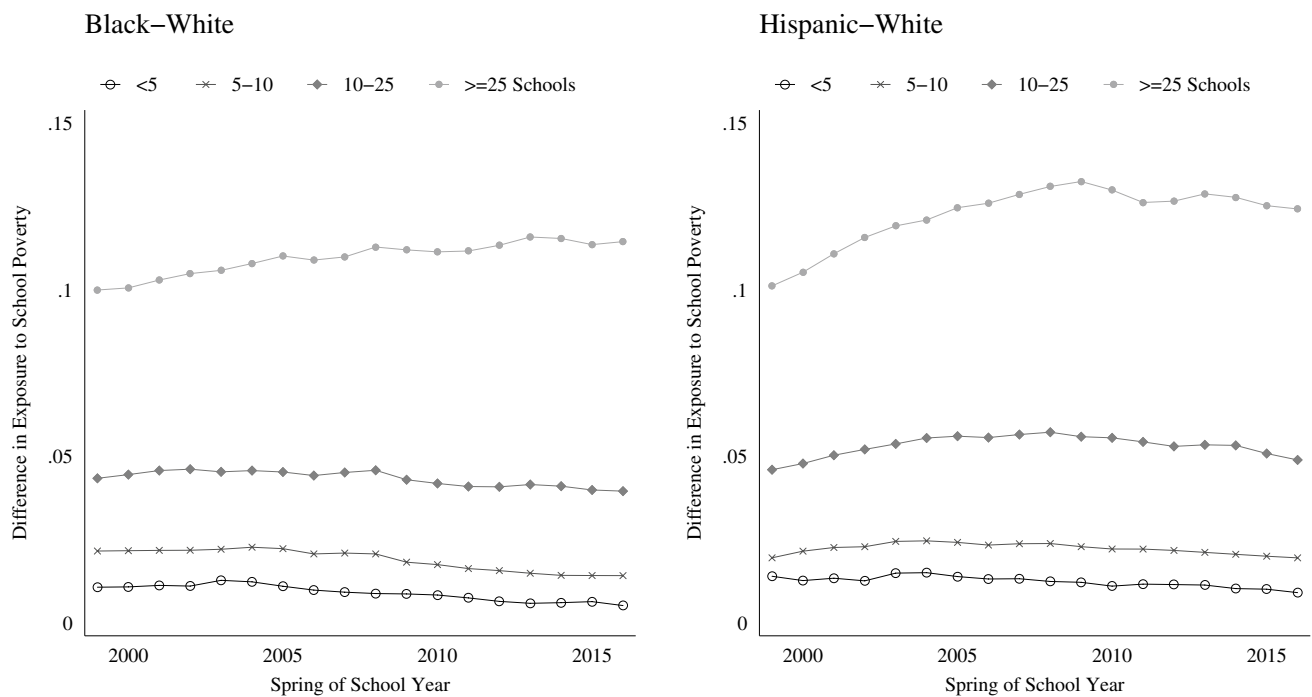 Black−White
<5 5−10 10−25 >=25 Schools
.15
.1
.05
0
Difference in Exposure to School Poverty
2000 2005 2010 2015
Spring of School Year
Hispanic−White
<5 5−10 10−25 >=25 Schools
.15
.1
.05
0
Difference in Exposure to School Poverty
2000 2005 2010 2015
Spring of School Year